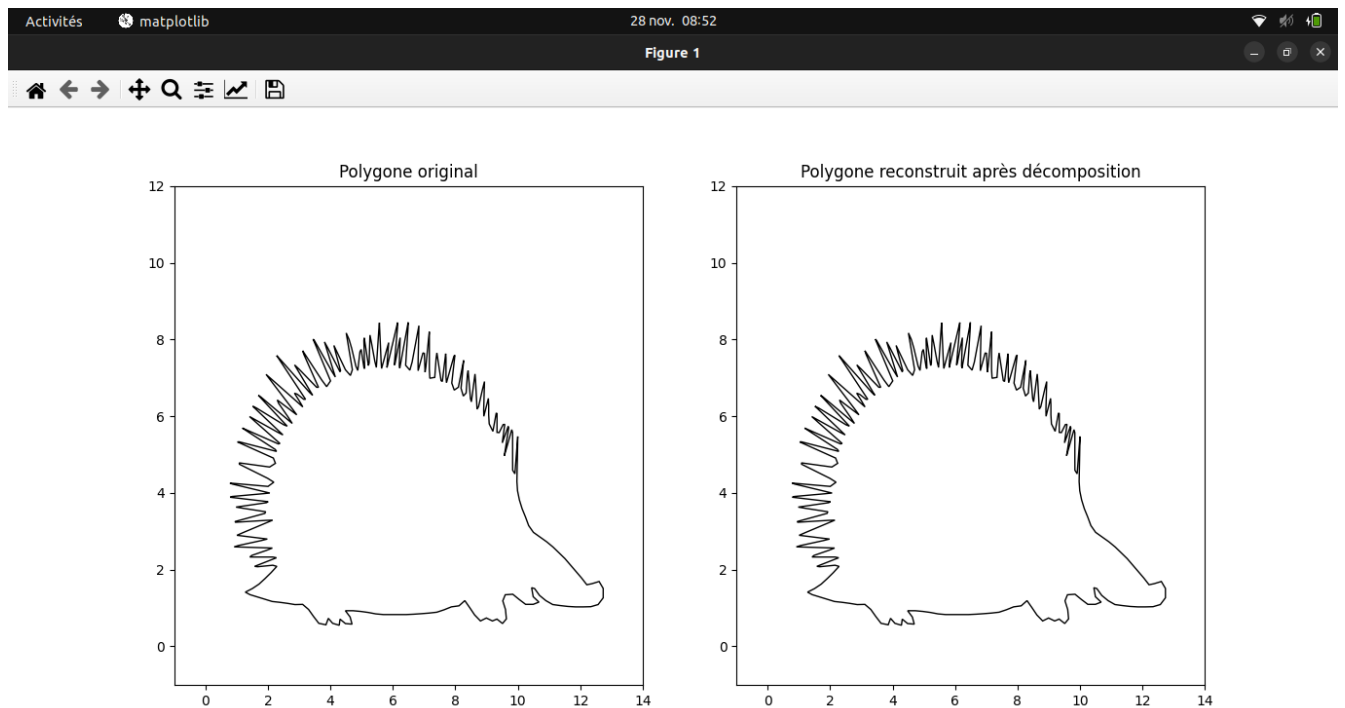 Activités matplotlib 28 nov. 08:52
Figure 1
Polygone original Polygone reconstruit après décomposition
12 12
10 10
8 8
6 6
4 4
2 2
0 0
0 2 4 6 8 10 12 14 0 2 4 6 8 10 12 14